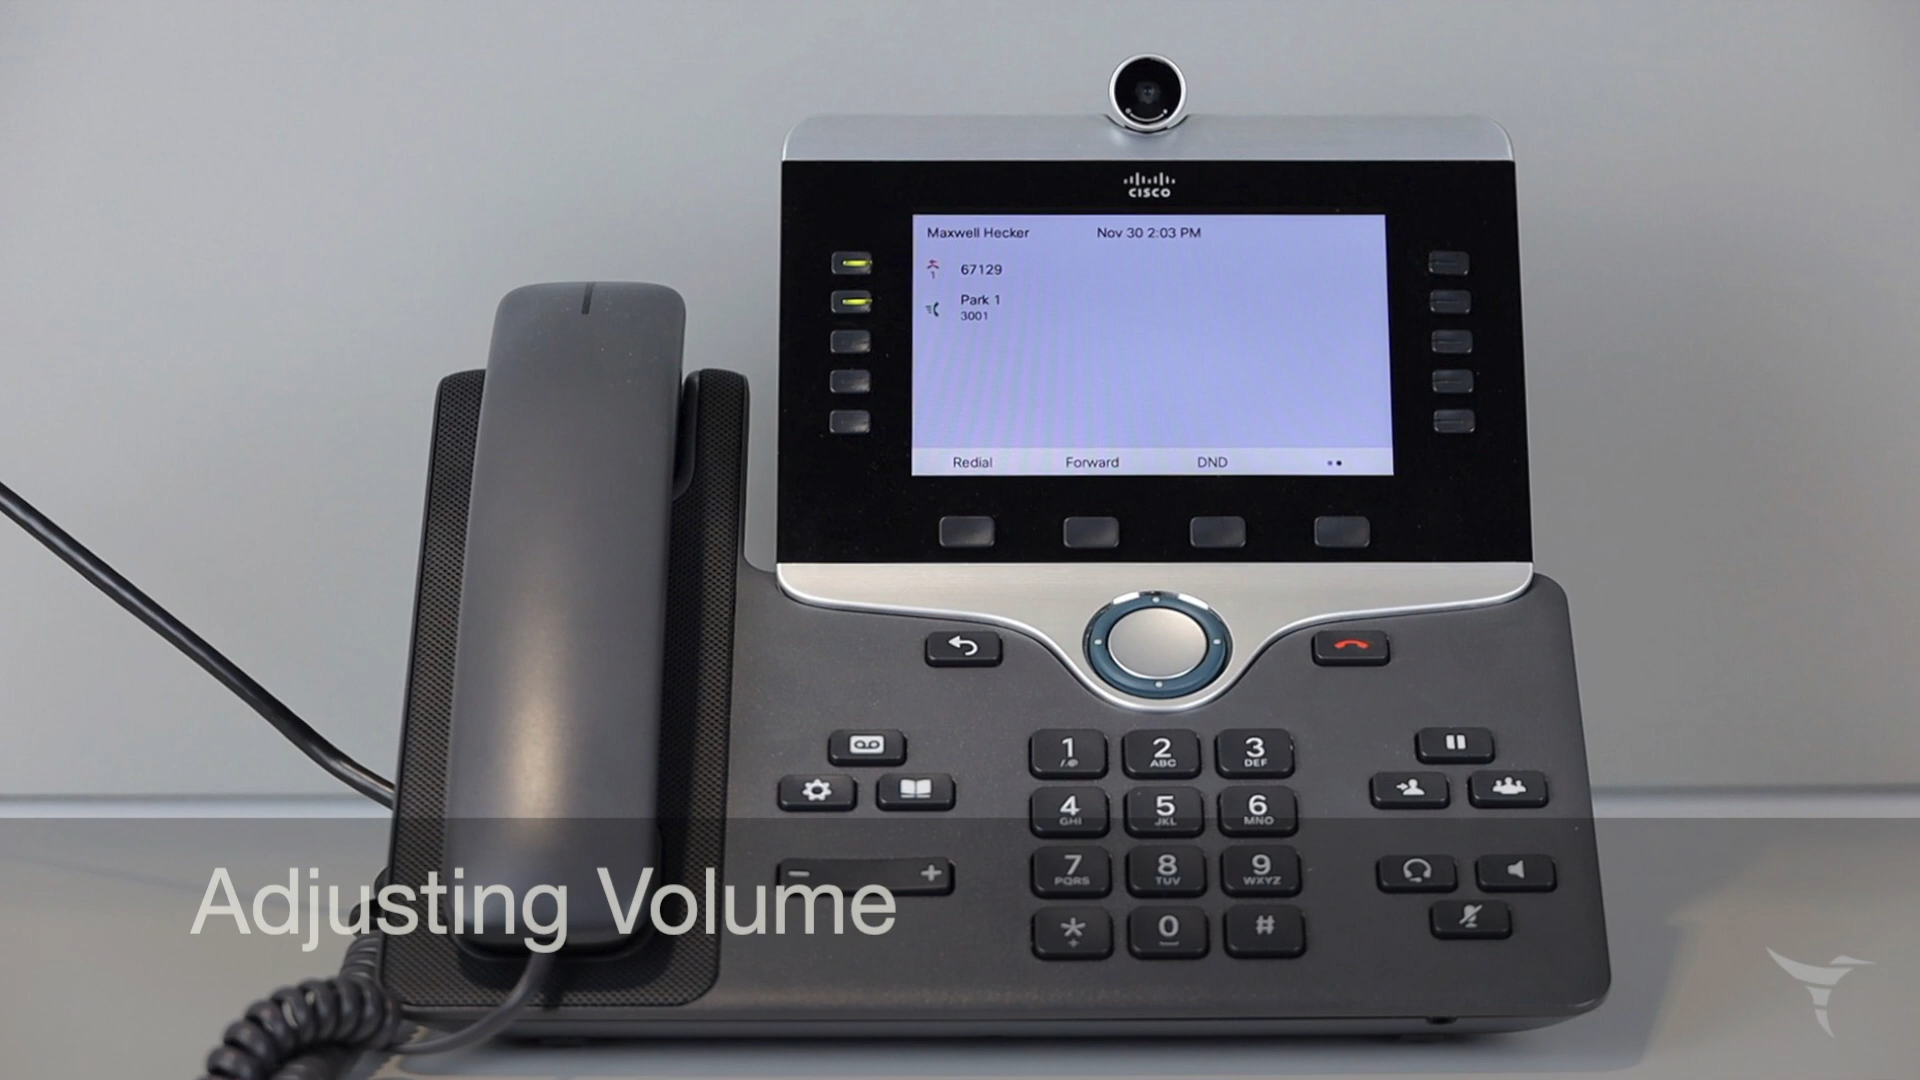 CISCO
Maxwell Hecker Nov 30 2:03 PM
1 67129
Park 1
3001
Redial Forward DND
1 2 3
/.@ ABC DEF
4 5 6
GHI JKL MNO
7 8 9
PQRS TUV WXYZ
* 0 #
+
− +
Adjusting Volume